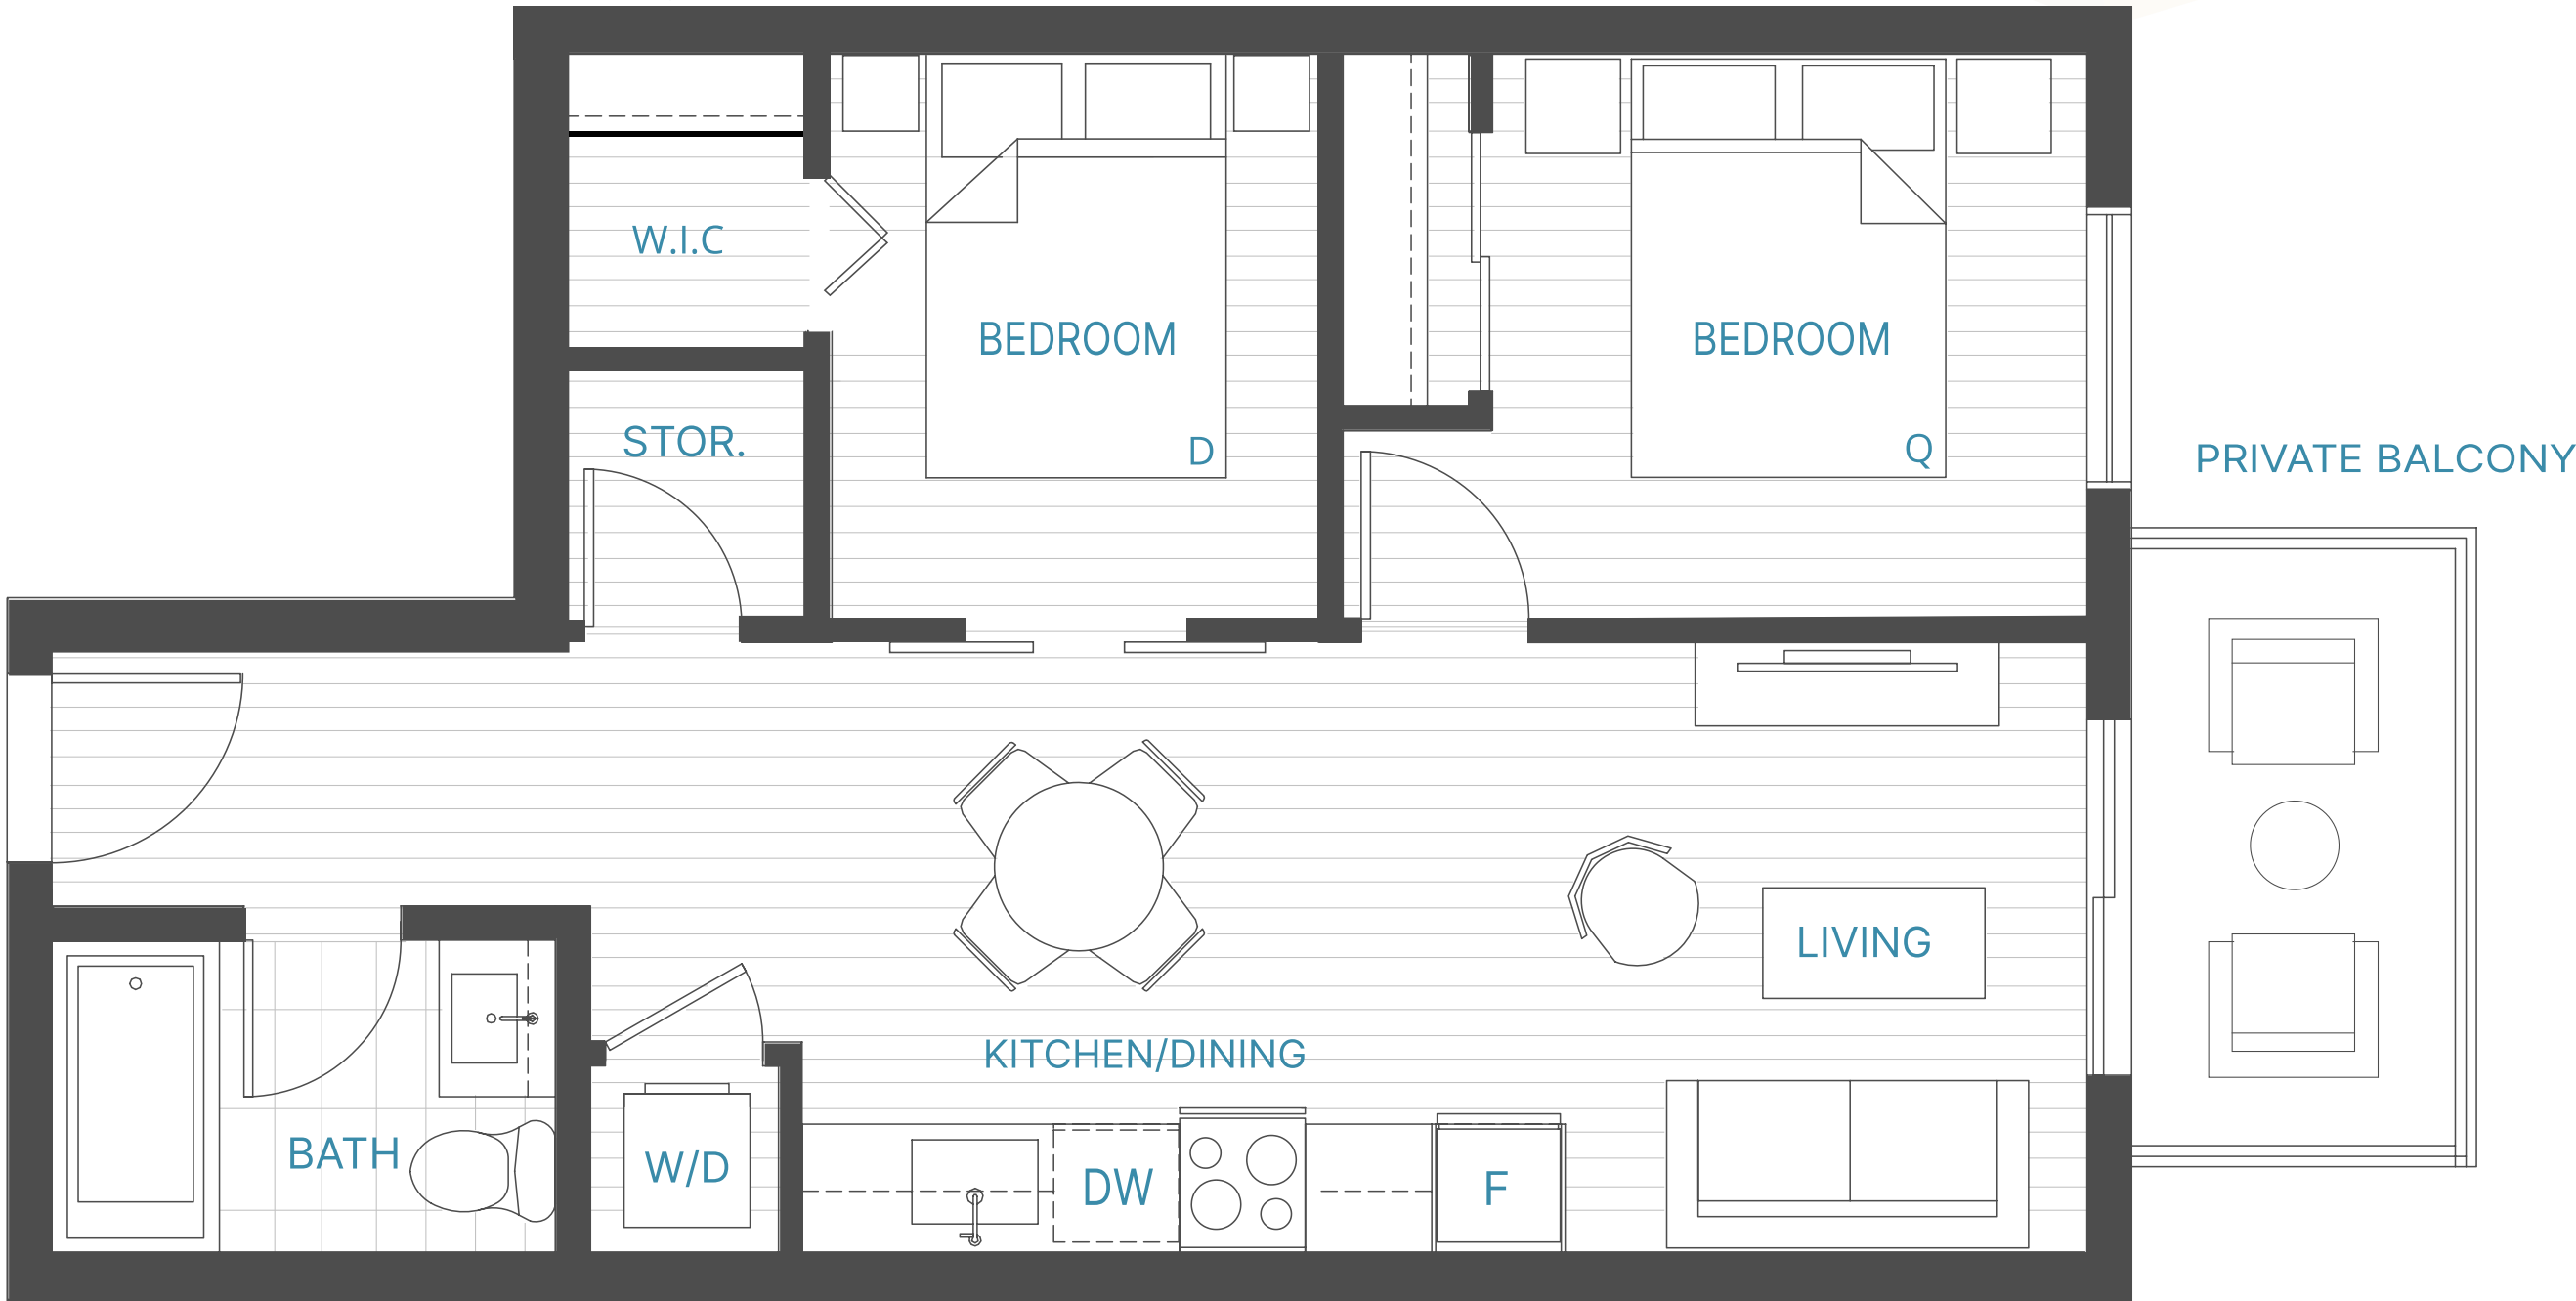 W.I.C
BEDROOM
BEDROOM
STOR.
D
Q
PRIVATE BALCONY
LIVING
KITCHEN/DINING
BATH
W/D
DW
F